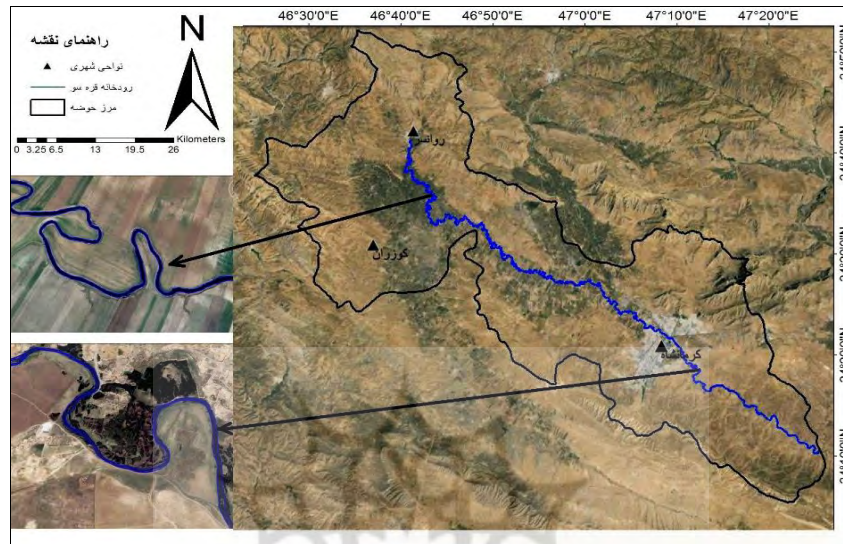 راهنمای نقشه
نواحی شهری
رودخانه قره سو
مرز حوضه
N
Kilometers
0 3.25 6.5 13 19.5 26
46°30'0"E 46°40'0"E 46°50'0"E 47°0'0"E 47°10'0"E 47°20'0"E
روانسر
کوزران
کرمانشاه